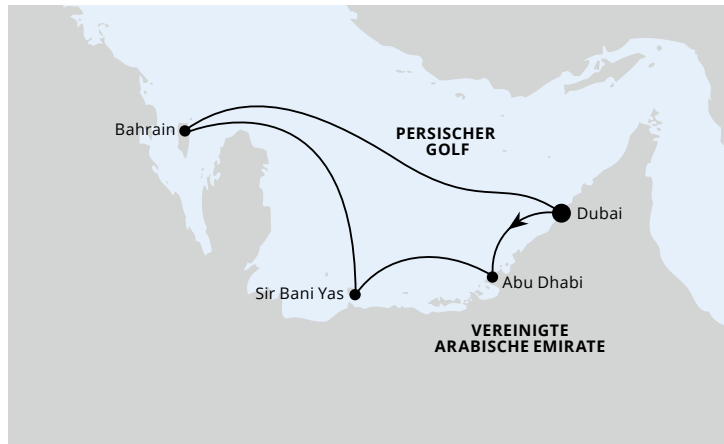 Bahrain
PERSISCHER
GOLF
Dubai
Abu Dhabi
Sir Bani Yas
VEREINIGTE
ARABISCHE EMIRATE